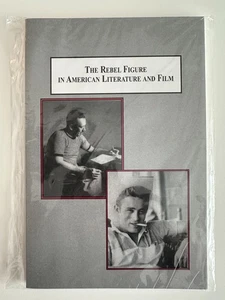 THE REBEL FIGURE
IN AMERICAN LITERATURE AND FILM